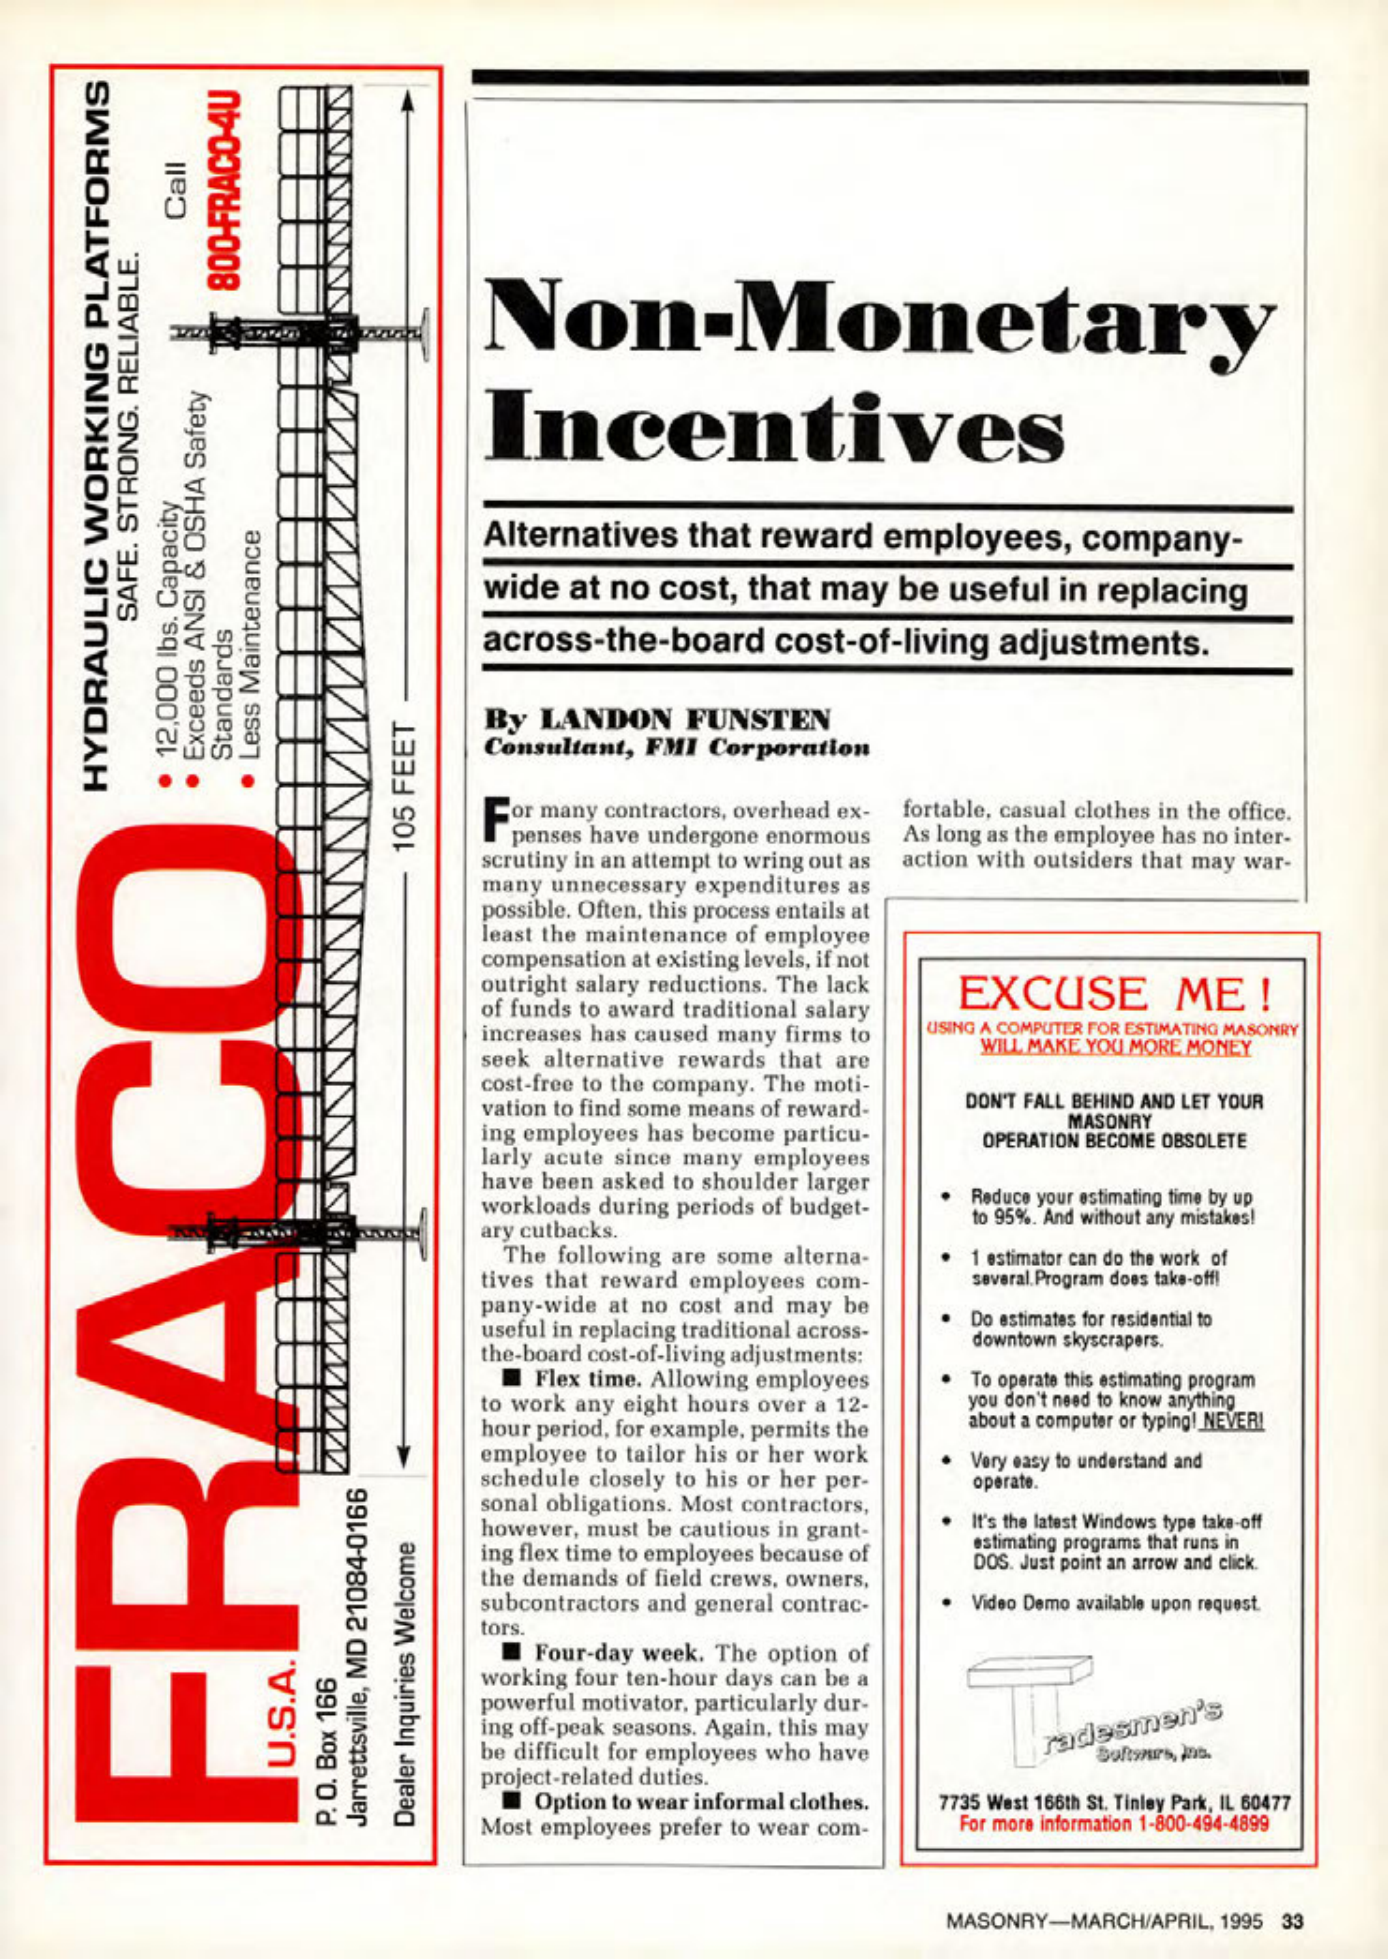 FRACO
U.S.A.
HYDRAULIC WORKING PLATFORMS
SAFE. STRONG. RELIABLE.
• 12,000 lbs. Capacity
• Exceeds ANSI & OSHA Safety
Standards
• Less Maintenance
Call
800-FRACO-4U
105 FEET
P. O. Box 166
Jarrettsville, MD 21084-0166
Dealer Inquiries Welcome
Non-Monetary
Incentives
Alternatives that reward employees, company-
wide at no cost, that may be useful in replacing
across-the-board cost-of-living adjustments.
By LANDON FUNSTEN
Consultant, FMI Corporation
For many contractors, overhead ex-
penses have undergone enormous
scrutiny in an attempt to wring out as
many unnecessary expenditures as
possible. Often, this process entails at
least the maintenance of employee
compensation at existing levels, if not
outright salary reductions. The lack
of funds to award traditional salary
increases has caused many firms to
seek alternative rewards that are
cost-free to the company. The moti-
vation to find some means of reward-
ing employees has become particu-
larly acute since many employees
have been asked to shoulder larger
workloads during periods of budget-
ary cutbacks.
The following are some alterna-
tives that reward employees com-
pany-wide at no cost and may be
useful in replacing traditional across-
the-board cost-of-living adjustments:
■ Flex time. Allowing employees
to work any eight hours over a 12-
hour period, for example, permits the
employee to tailor his or her work
schedule closely to his or her per-
sonal obligations. Most contractors,
however, must be cautious in grant-
ing flex time to employees because of
the demands of field crews, owners,
subcontractors and general contrac-
tors.
■ Four-day week. The option of
working four ten-hour days can be a
powerful motivator, particularly dur-
ing off-peak seasons. Again, this may
be difficult for employees who have
project-related duties.
■ Option to wear informal clothes.
Most employees prefer to wear com-
fortable, casual clothes in the office.
As long as the employee has no inter-
action with outsiders that may war-
EXCUSE ME !
USING A COMPUTER FOR ESTIMATING MASONRY
WILL MAKE YOU MORE MONEY
DON'T FALL BEHIND AND LET YOUR
MASONRY
OPERATION BECOME OBSOLETE
• Reduce your estimating time by up
to 95%. And without any mistakes!
• 1 estimator can do the work of
several.Program does take-off!
• Do estimates for residential to
downtown skyscrapers.
• To operate this estimating program
you don't need to know anything
about a computer or typing! NEVER!
• Very easy to understand and
operate.
• It's the latest Windows type take-off
estimating programs that runs in
DOS. Just point an arrow and click.
• Video Demo available upon request.
Tradesmen's
Software, Inc.
7735 West 166th St. Tinley Park, IL 60477
For more information 1-800-494-4899
MASONRY—MARCH/APRIL, 1995 33